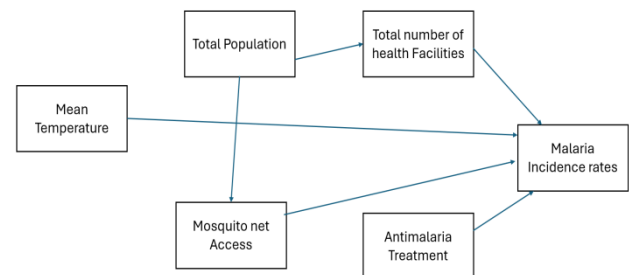 Total Population
Total number of
health Facilities
Mean
Temperature
Malaria
Incidence rates
Mosquito net
Access
Antimalaria
Treatment